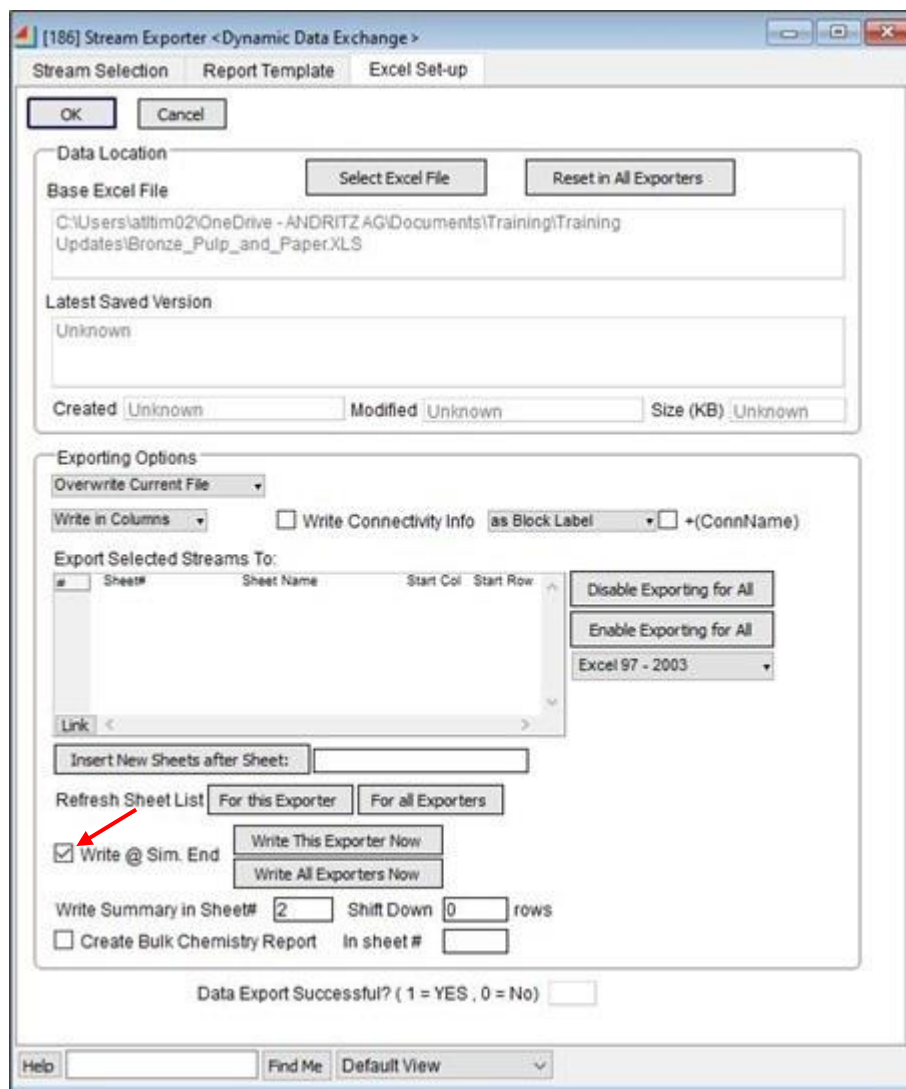 [186] Stream Exporter <Dynamic Data Exchange >
Stream Selection Report Template Excel Set-up
OK Cancel
Data Location
Select Excel File Reset in All Exporters
Base Excel File
C:\Users\atltim02\OneDrive - ANDRITZ AG\Documents\Training\Training
Updates\Bronze_Pulp_and_Paper.XLS
Latest Saved Version
Unknown
Created Unknown Modified Unknown Size (KB) Unknown
Exporting Options
Overwrite Current File
Write in Columns Write Connectivity Info as Block Label +(ConnName)
Export Selected Streams To:
# Sheet# Sheet Name Start Col Start Row
Disable Exporting for All
Enable Exporting for All
Excel 97 - 2003
Link
Insert New Sheets after Sheet:
Refresh Sheet List For this Exporter For all Exporters
Write @ Sim. End Write This Exporter Now
Write All Exporters Now
Write Summary in Sheet# 2 Shift Down 0 rows
Create Bulk Chemistry Report In sheet #
Data Export Successful? ( 1 = YES , 0 = No)
Help Find Me Default View